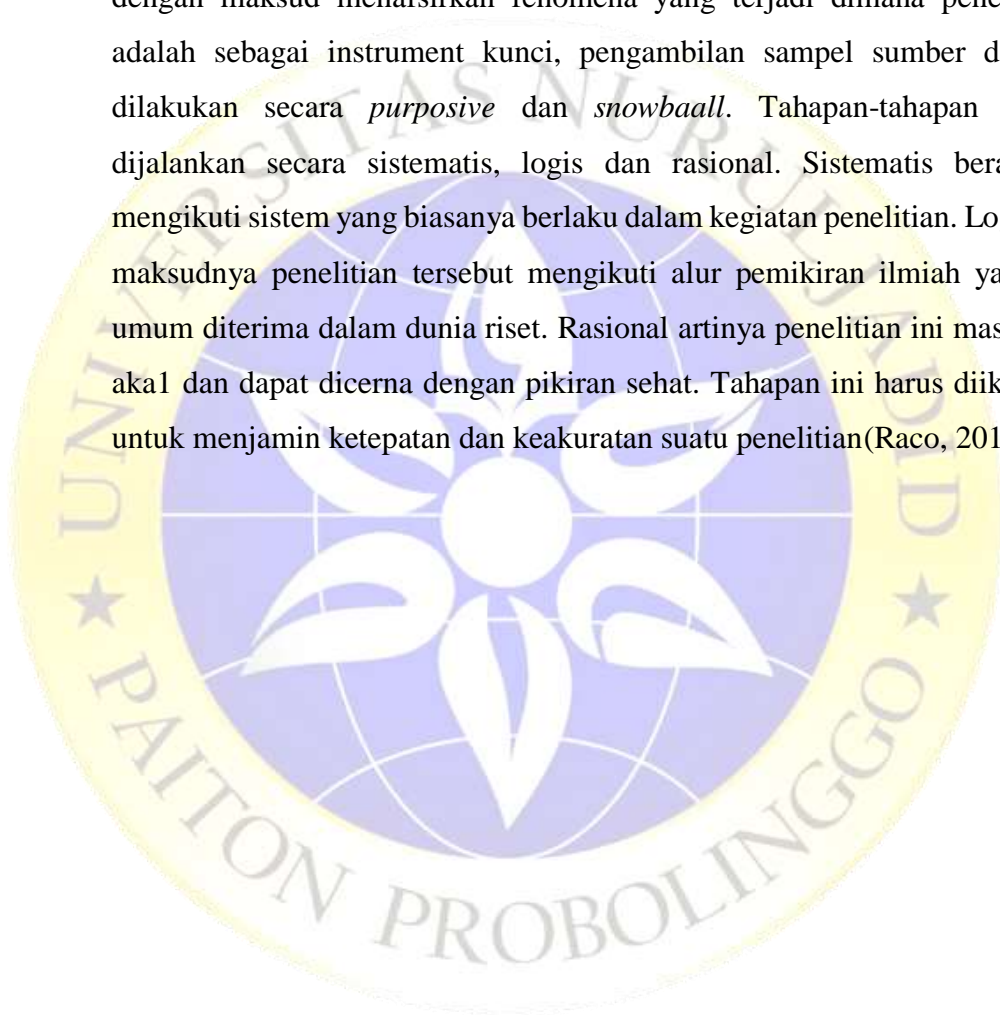 dengan maksud menafsirkan fenomena yang terjadi dimana pene
adalah sebagai instrument kunci, pengambilan sampel sumber d
dilakukan secara purposive dan snowbaall. Tahapan-tahapan
dijalankan secara sistematis, logis dan rasional. Sistematis bera
mengikuti sistem yang biasanya berlaku dalam kegiatan penelitian. Lo
maksudnya penelitian tersebut mengikuti alur pemikiran ilmiah ya
umum diterima dalam dunia riset. Rasional artinya penelitian ini mas
aka1 dan dapat dicerna dengan pikiran sehat. Tahapan ini harus diik
untuk menjamin ketepatan dan keakuratan suatu penelitian(Raco, 201
UNIVERSITAS NURUL JADID
PAITON PROBOLINGGO